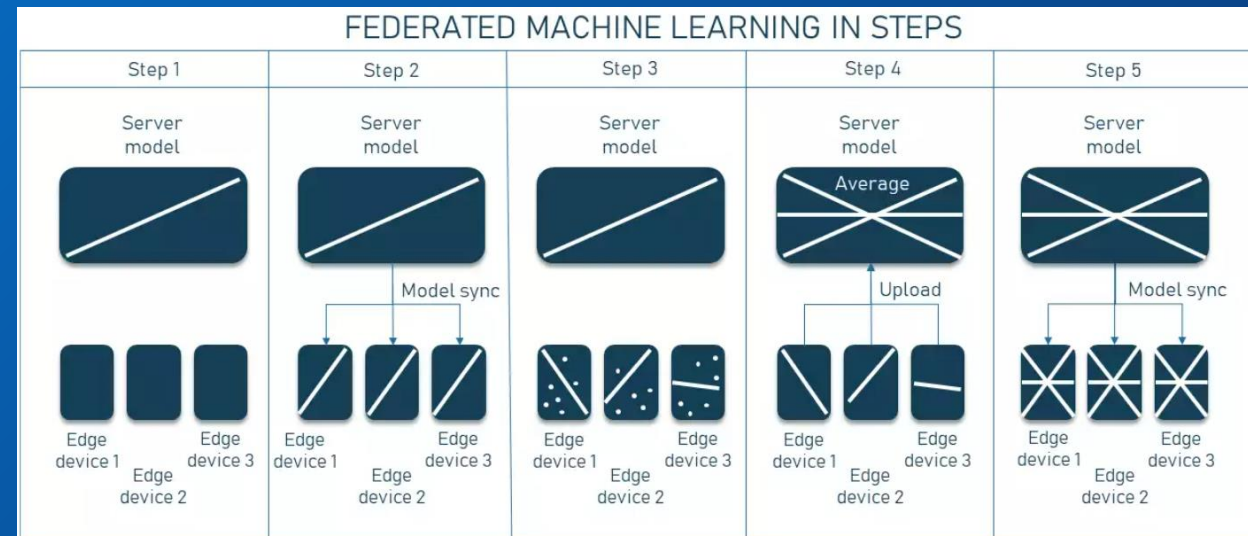 FEDERATED MACHINE LEARNING IN STEPS
Step 1
Step 2
Step 3
Step 4
Step 5
Server
model
Server
model
Server
model
Server
model
Server
model
Average
Model sync
Upload
Model sync
Edge
device 1
Edge
device 2
Edge
device 3
Edge
device 1
Edge
device 2
Edge
device 3
Edge
device 1
Edge
device 2
Edge
device 3
Edge
device 1
Edge
device 2
Edge
device 3
Edge
device 1
Edge
device 2
Edge
device 3